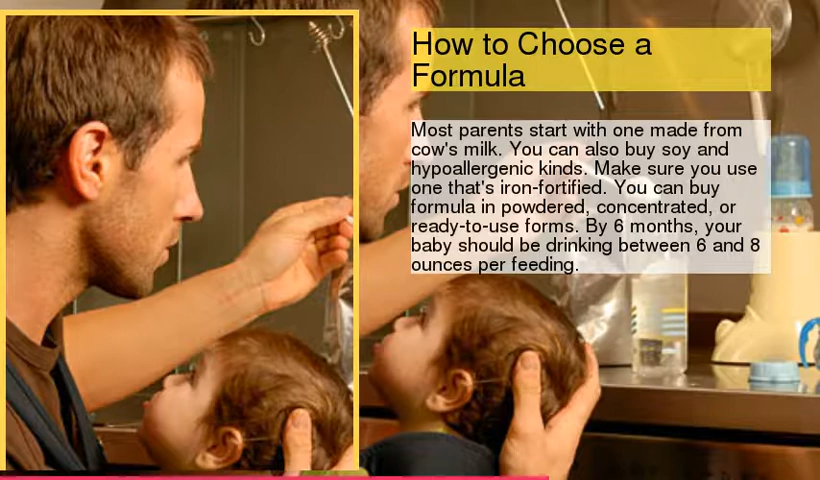 How to Choose a
Formula
Most parents start with one made from
cow's milk. You can also buy soy and
hypoallergenic kinds. Make sure you use
one that's iron-fortified. You can buy
formula in powdered, concentrated, or
ready-to-use forms. By 6 months, your
baby should be drinking between 6 and 8
ounces per feeding.